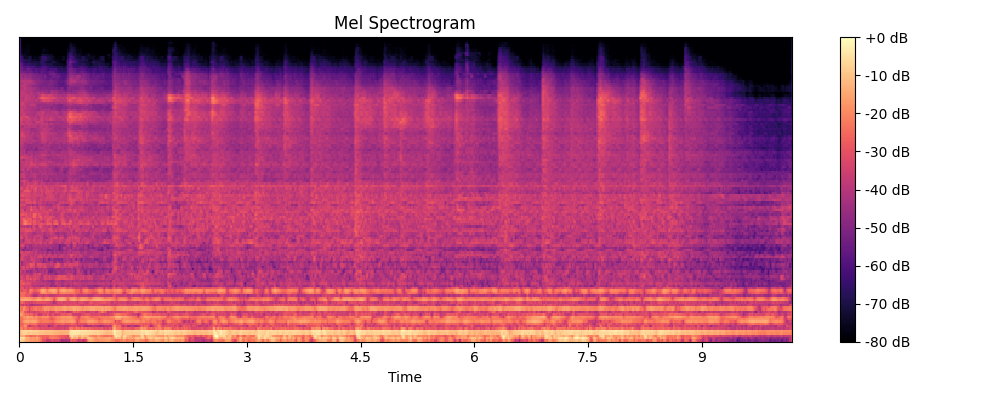 Mel Spectrogram
+0 dB
-10 dB
-20 dB
-30 dB
-40 dB
-50 dB
-60 dB
-70 dB
-80 dB
0 1.5 3 4.5 6 7.5 9
Time